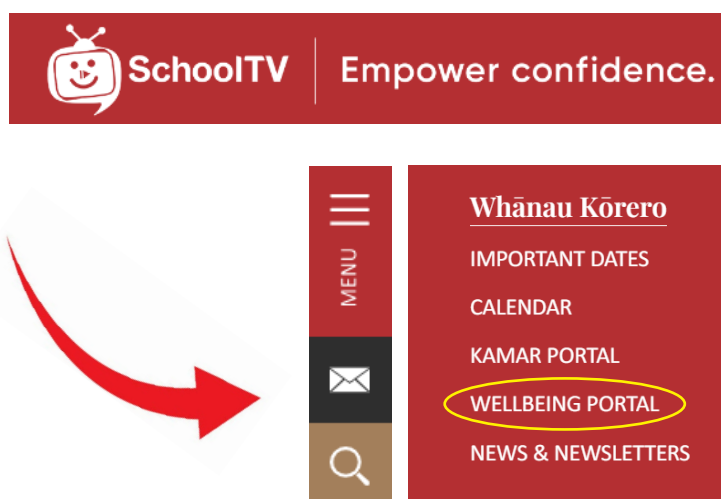 SchoolTV
Empower confidence.
MENU
Whānau Kōrero
IMPORTANT DATES
CALENDAR
KAMAR PORTAL
WELLBEING PORTAL
NEWS & NEWSLETTERS